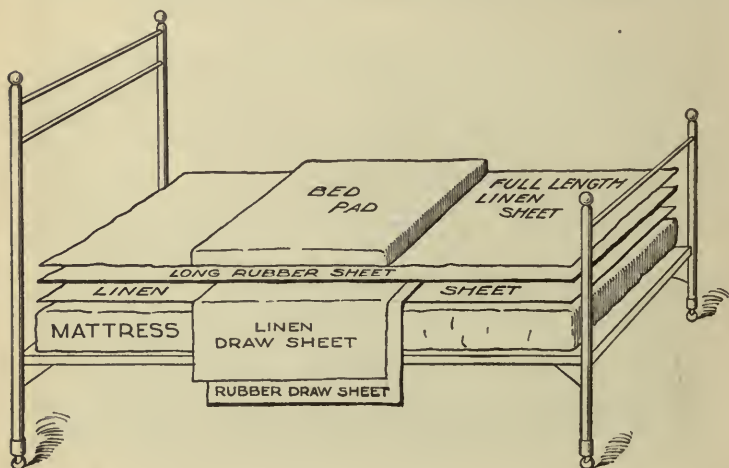 BED
PAD
FULL LENGTH
LINEN
SHEET
LONG RUBBER SHEET
LINEN SHEET
MATTRESS
LINEN
DRAW SHEET
RUBBER DRAW SHEET